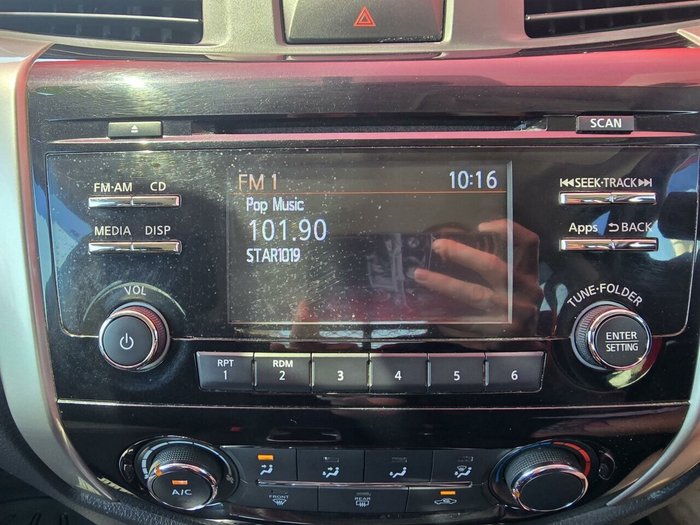 SCAN
FM·AM CD
FM 1 10:16
SEEK·TRACK
Pop Music
101.90
MEDIA DISP
Apps BACK
STAR1019
VOL
TUNE·FOLDER
ENTER
SETTING
RPT RDM
1 2 3 4 5 6
A/C
FRONT REAR